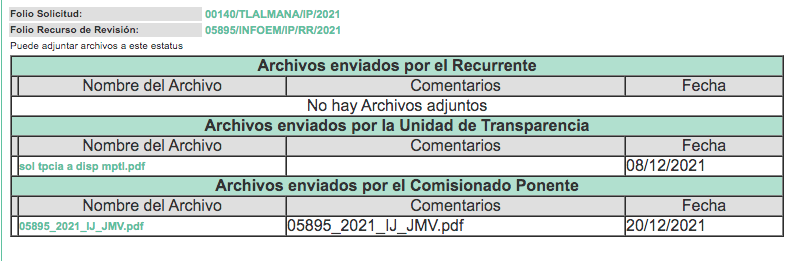 Folio Solicitud: 00140/TLALMANA/IP/2021
Folio Recurso de Revisión: 05895/INFOEM/IP/RR/2021
Puede adjuntar archivos a este estatus
Archivos enviados por el Recurrente
Nombre del Archivo Comentarios Fecha
No hay Archivos adjuntos
Archivos enviados por la Unidad de Transparencia
Nombre del Archivo Comentarios Fecha
sol tpcia a disp mptl.pdf 08/12/2021
Archivos enviados por el Comisionado Ponente
Nombre del Archivo Comentarios Fecha
05895_2021_IJ_JMV.pdf 05895_2021_IJ_JMV.pdf 20/12/2021